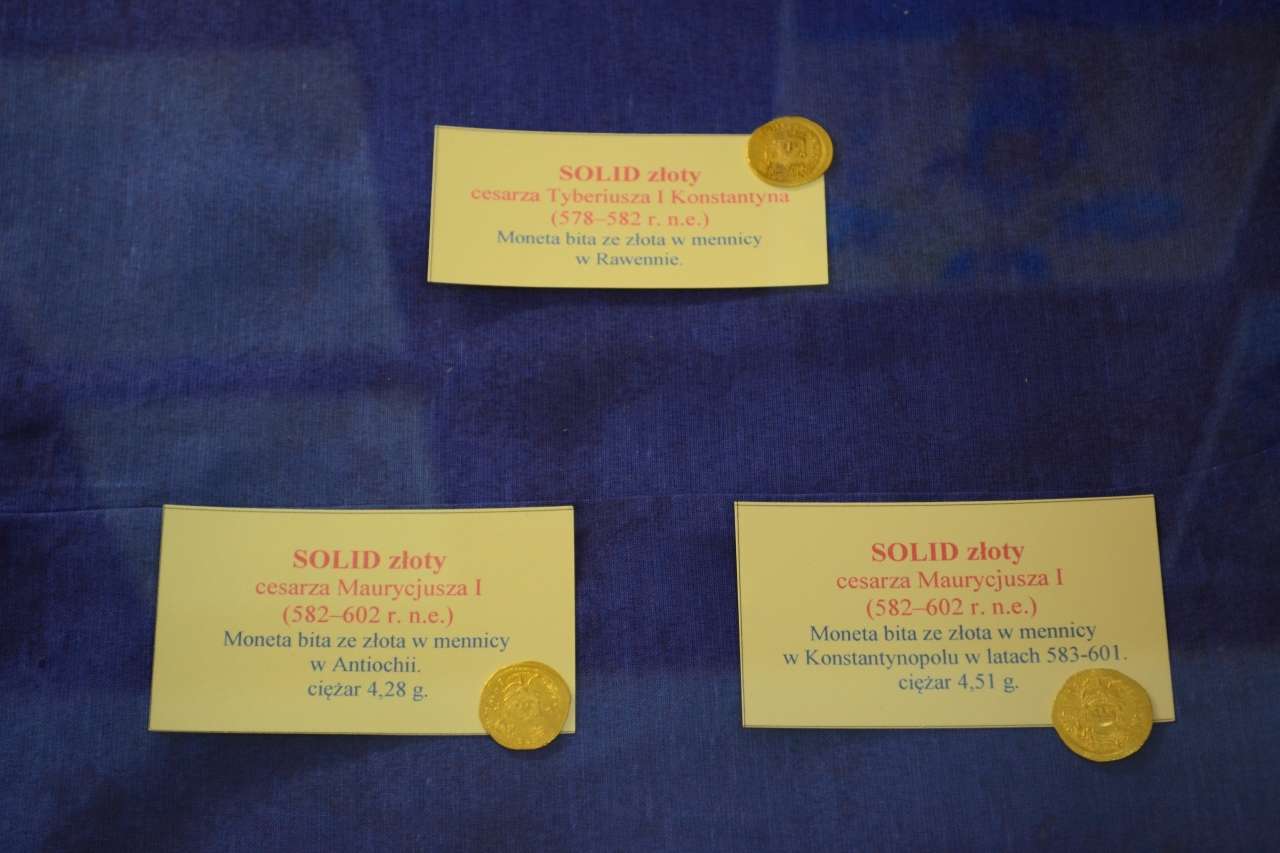 SOLID złoty
cesarza Tyberiusza I Konstantyna
(578–582 r. n.e.)
Moneta bita ze złota w mennicy
w Rawennie.
SOLID złoty
cesarza Maurycjusza I
(582–602 r. n.e.)
Moneta bita ze złota w mennicy
w Antiochii.
ciężar 4,28 g.
SOLID złoty
cesarza Maurycjusza I
(582–602 r. n.e.)
Moneta bita ze złota w mennicy
w Konstantynopolu w latach 583-601.
ciężar 4,51 g.